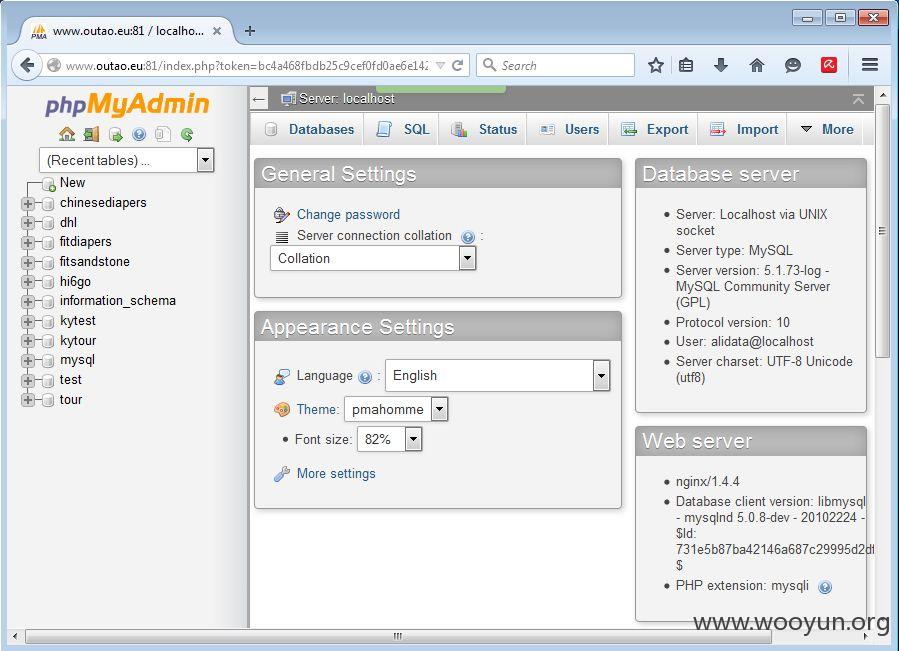 www.outao.eu:81 / localho...
www.outao.eu:81/index.php?token=bc4a468fbdb25c9cef0fd0ae6e142
Search
phpMyAdmin
(Recent tables) ...
New
chinesediapers
dhl
fitdiapers
fitsandstone
hi6go
information_schema
kytest
kytour
mysql
test
tour
Server: localhost
Databases
SQL
Status
Users
Export
Import
More
General Settings
Change password
Server connection collation :
Collation
Appearance Settings
Language :
English
Theme:
pmahomme
Font size:
82%
More settings
Database server
Server: Localhost via UNIX
socket
Server type: MySQL
Server version: 5.1.73-log -
MySQL Community Server
(GPL)
Protocol version: 10
User: alidata@localhost
Server charset: UTF-8 Unicode
(utf8)
Web server
nginx/1.4.4
Database client version: libmysql
- mysqlnd 5.0.8-dev - 20102224 -
$Id:
731e5b87ba42146a687c29995d2df
$
PHP extension: mysqli
www.wooyun.org